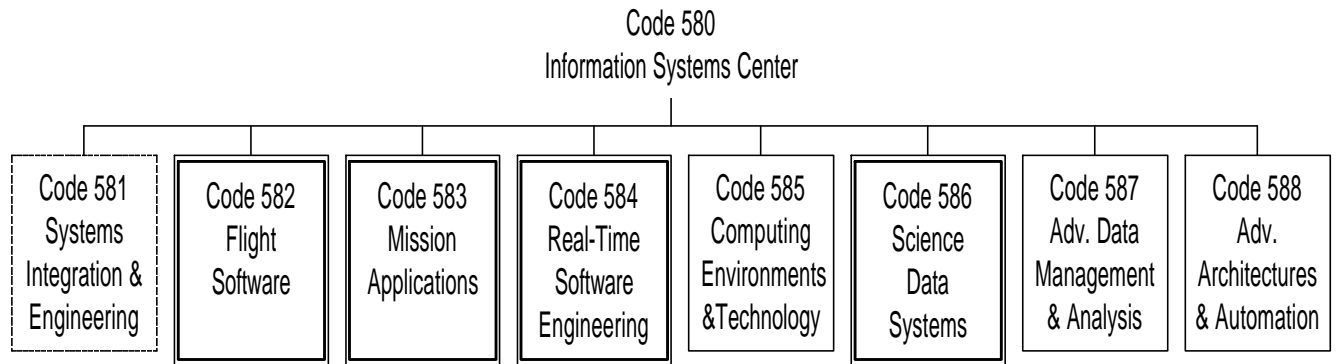 Code 580
Information Systems Center
Code 581
Systems
Integration &
Engineering
Code 582
Flight
Software
Code 583
Mission
Applications
Code 584
Real-Time
Software
Engineering
Code 585
Computing
Environments
&Technology
Code 586
Science
Data
Systems
Code 587
Adv. Data
Management
& Analysis
Code 588
Adv.
Architectures
& Automation